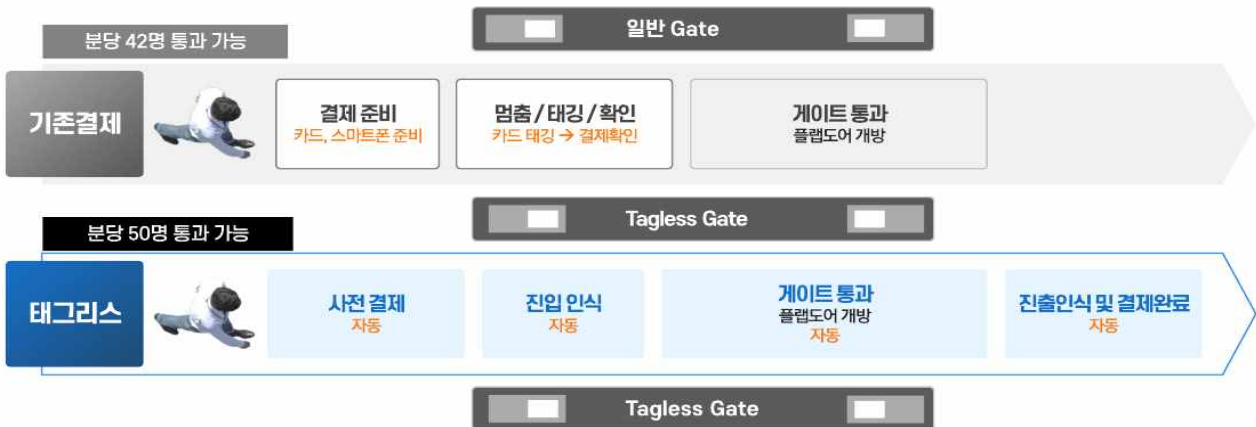 일반 Gate
분당 42명 통과 가능
기존결제
결제 준비
카드, 스마트폰 준비
멈춤 / 태깅 / 확인
카드 태깅 → 결제확인
게이트 통과
플랩도어 개방
Tagless Gate
분당 50명 통과 가능
태그리스
사전 결제
자동
진입 인식
자동
게이트 통과
플랩도어 개방
자동
진출인식 및 결제완료
자동
Tagless Gate